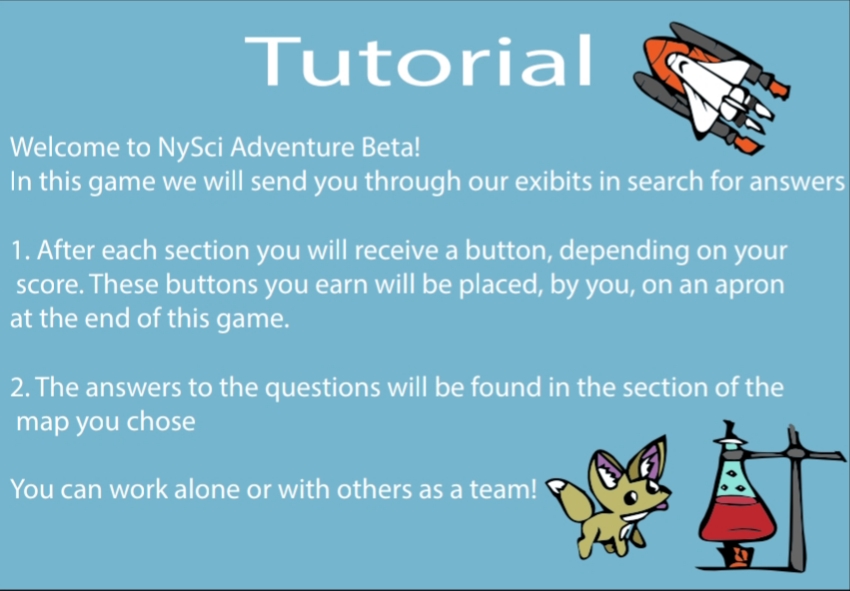 Tutorial
Welcome to NySci Adventure Beta!
In this game we will send you through our exibits in search for answers
1. After each section you will receive a button, depending on your
score. These buttons you earn will be placed, by you, on an apron
at the end of this game.
2. The answers to the questions will be found in the section of the
map you chose
You can work alone or with others as a team!